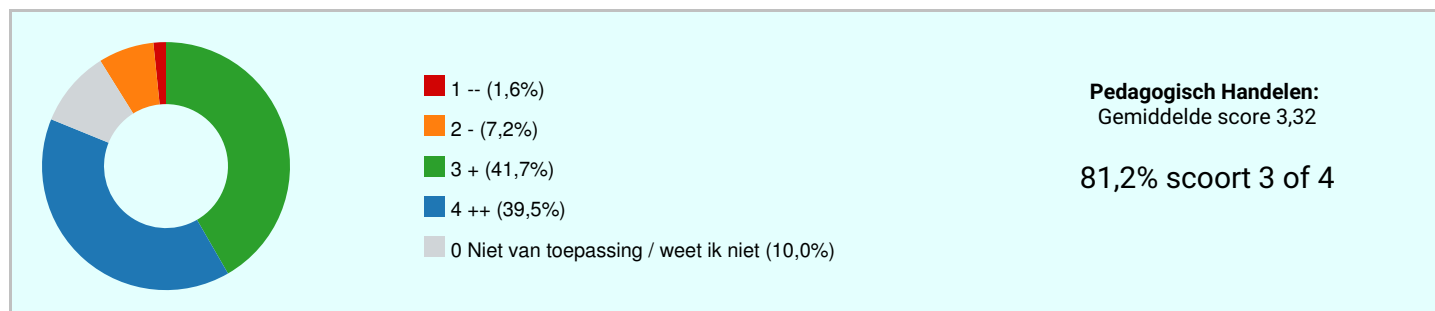 1 -- (1,6%)
2 - (7,2%)
3 + (41,7%)
4 ++ (39,5%)
0 Niet van toepassing / weet ik niet (10,0%)
Pedagogisch Handelen:
Gemiddelde score 3,32
81,2% scoort 3 of 4